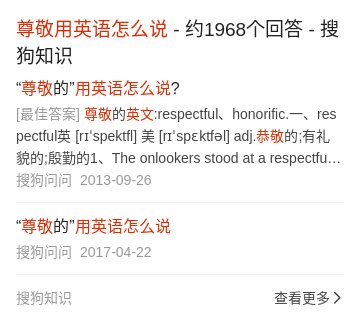 尊敬用英语怎么说 - 约1968个回答 - 搜
狗知识
“尊敬的”用英语怎么说?
[最佳答案] 尊敬的英文:respectful、honorific.一、res
pectful英 [rɪˈspektfl] 美 [rɪˈspɛktfəl] adj.恭敬的;有礼
貌的;殷勤的1、The onlookers stood at a respectfu...
搜狗问问 2013-09-26
“尊敬的”用英语怎么说
搜狗问问 2017-04-22
搜狗知识 查看更多